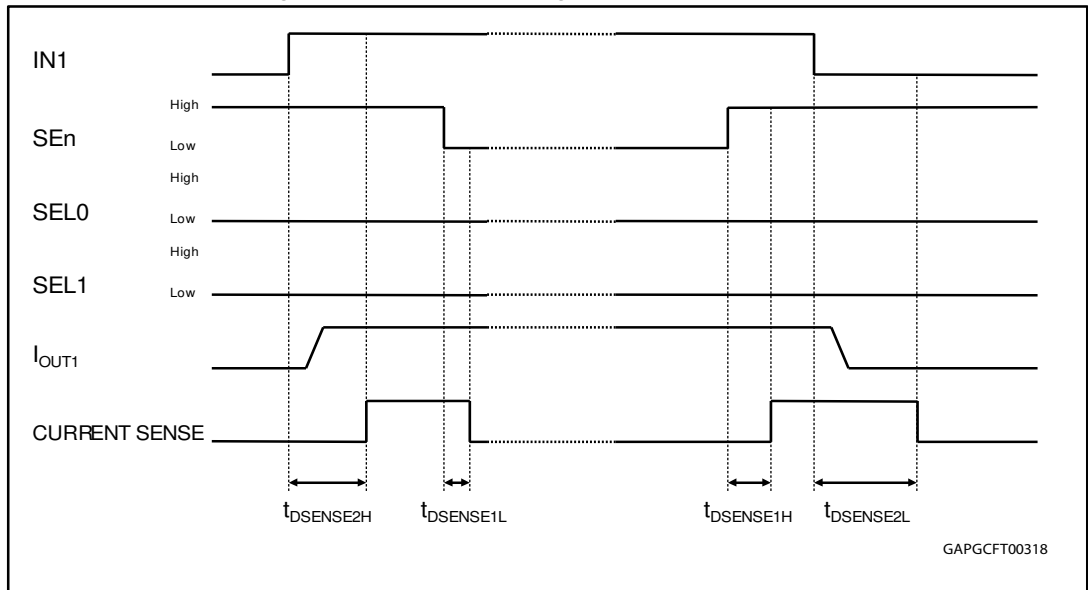 IN1
High
SEn
Low
High
SEL0
Low
High
SEL1
Low
IOUT1
CURRENT SENSE
tDSENSE2H tDSENSE1L tDSENSE1H tDSENSE2L
GAPGCFT00318